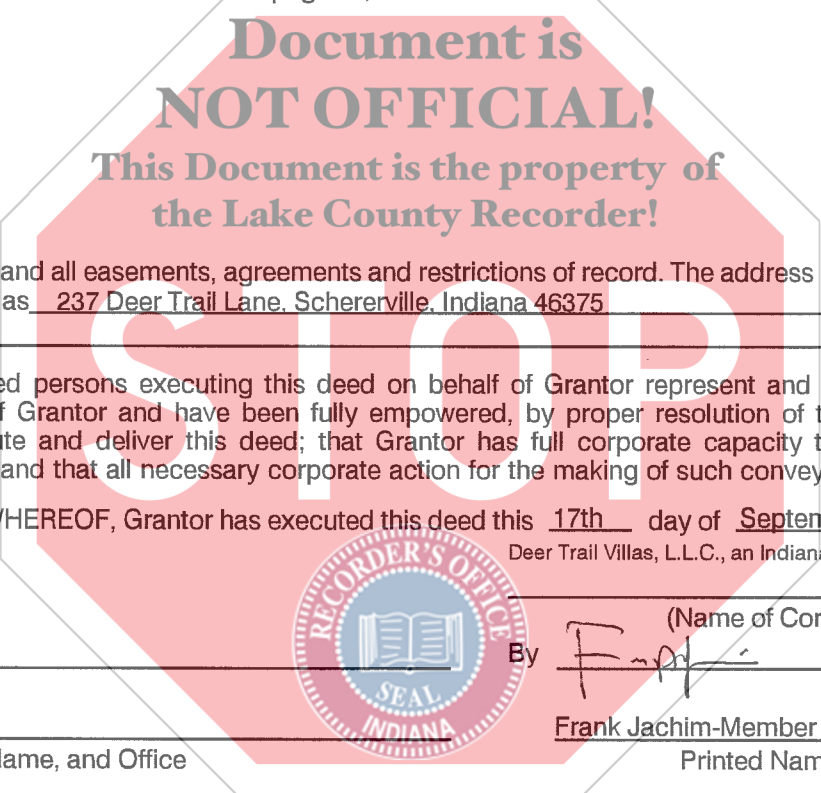 Document is
NOT OFFICIAL!
This Document is the property of
the Lake County Recorder!
and all easements, agreements and restrictions of record. The address
as 237 Deer Trail Lane, Schererville, Indiana 46375
STOP
ed persons executing this deed on behalf of Grantor represent and
f Grantor and have been fully empowered, by proper resolution of t
ute and deliver this deed; that Grantor has full corporate capacity t
and that all necessary corporate action for the making of such convey
WHEREOF, Grantor has executed this deed this 17th day of Septem
Deer Trail Villas, L.L.C., an Indiana
RECORDER'S OFFICE
(Name of Cor
By
SEAL
INDIANA
Frank Jachim-Member
Name, and Office
Printed Nam